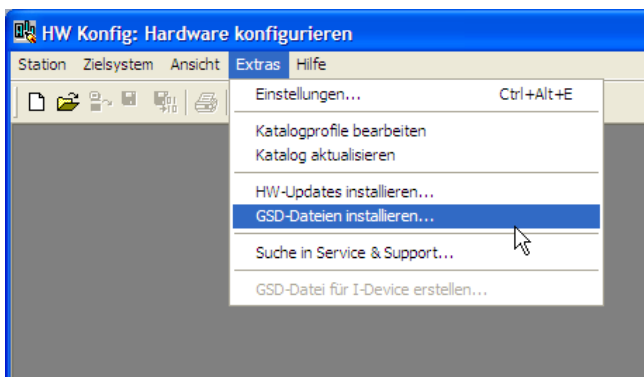 HW Konfig: Hardware konfigurieren
Station Zielsystem Ansicht Extras Hilfe
Einstellungen... Ctrl+Alt+E
Katalogprofile bearbeiten
Katalog aktualisieren
HW-Updates installieren...
GSD-Dateien installieren...
Suche in Service & Support...
GSD-Datei für I-Device erstellen...